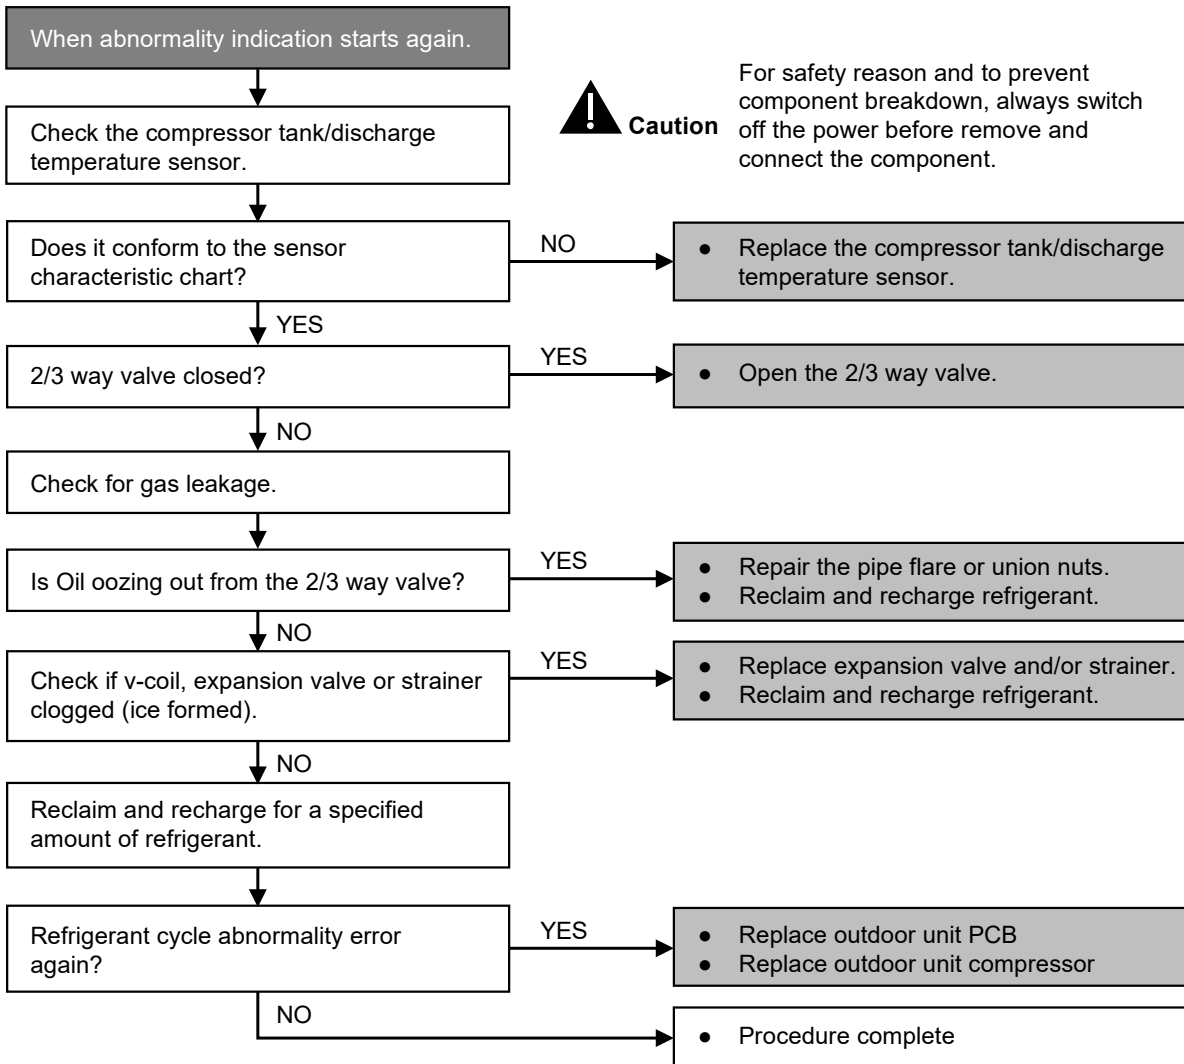 When abnormality indication starts again.
For safety reason and to prevent
component breakdown, always switch
off the power before remove and
connect the component.
Caution
Check the compressor tank/discharge
temperature sensor.
Does it conform to the sensor
characteristic chart?
NO
● Replace the compressor tank/discharge
temperature sensor.
YES
2/3 way valve closed?
YES
● Open the 2/3 way valve.
NO
Check for gas leakage.
Is Oil oozing out from the 2/3 way valve?
YES
● Repair the pipe flare or union nuts.
● Reclaim and recharge refrigerant.
NO
Check if v-coil, expansion valve or strainer
clogged (ice formed).
YES
● Replace expansion valve and/or strainer.
● Reclaim and recharge refrigerant.
NO
Reclaim and recharge for a specified
amount of refrigerant.
Refrigerant cycle abnormality error
again?
YES
● Replace outdoor unit PCB
● Replace outdoor unit compressor
NO
● Procedure complete